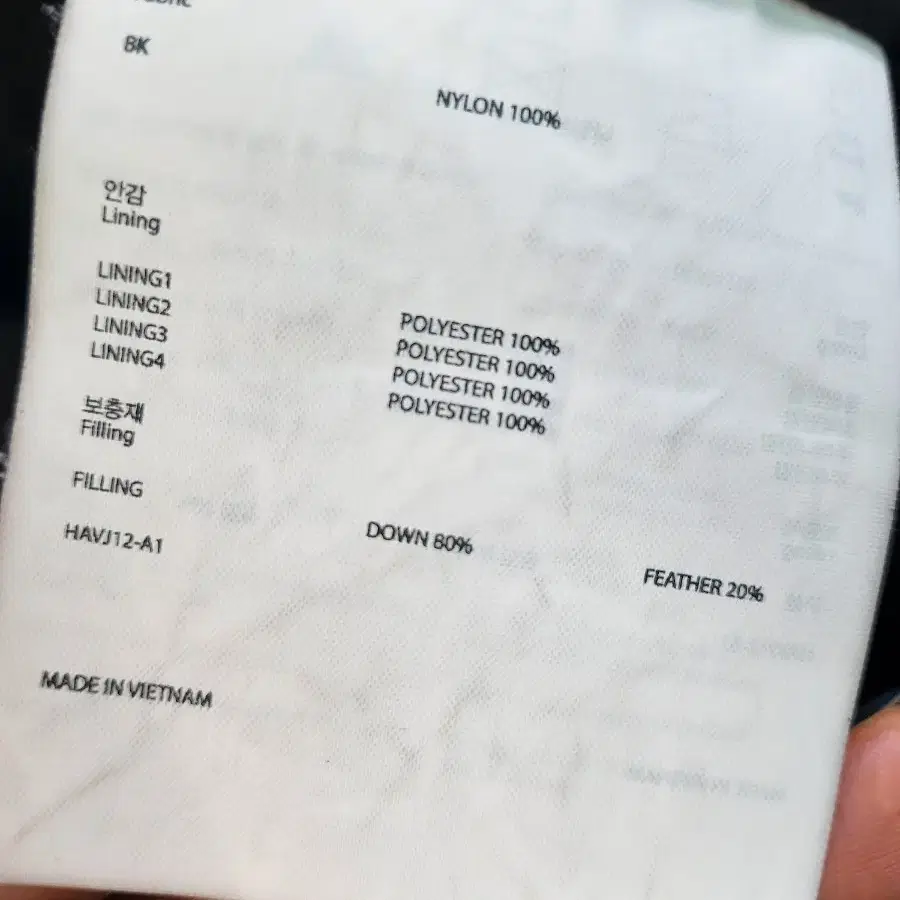 BK
NYLON 100%
안감
Lining
LINING1 POLYESTER 100%
LINING2 POLYESTER 100%
LINING3 POLYESTER 100%
LINING4 POLYESTER 100%
보충재
Filling
FILLING
HAVJ12-A1 DOWN 80% FEATHER 20%
MADE IN VIETNAM